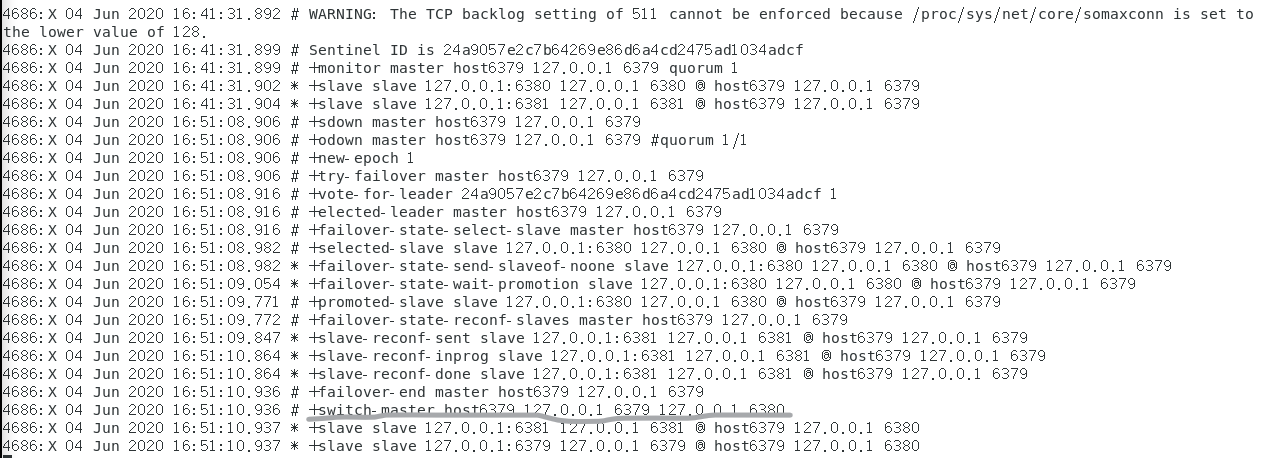 4686:X 04 Jun 2020 16:41:31.892 # WARNING: The TCP backlog setting of 511 cannot be enforced because /proc/sys/net/core/somaxconn is set to
the lower value of 128.
4686:X 04 Jun 2020 16:41:31.899 # Sentinel ID is 24a9057e2c7b64269e86d6a4cd2475ad1034adcf
4686:X 04 Jun 2020 16:41:31.899 # +monitor master host6379 127.0.0.1 6379 quorum 1
4686:X 04 Jun 2020 16:41:31.902 * +slave slave 127.0.0.1:6380 127.0.0.1 6380 @ host6379 127.0.0.1 6379
4686:X 04 Jun 2020 16:41:31.904 * +slave slave 127.0.0.1:6381 127.0.0.1 6381 @ host6379 127.0.0.1 6379
4686:X 04 Jun 2020 16:51:08.906 # +sdown master host6379 127.0.0.1 6379
4686:X 04 Jun 2020 16:51:08.906 # +odown master host6379 127.0.0.1 6379 #quorum 1/1
4686:X 04 Jun 2020 16:51:08.906 # +new-epoch 1
4686:X 04 Jun 2020 16:51:08.906 # +try-failover master host6379 127.0.0.1 6379
4686:X 04 Jun 2020 16:51:08.916 # +vote-for-leader 24a9057e2c7b64269e86d6a4cd2475ad1034adcf 1
4686:X 04 Jun 2020 16:51:08.916 # +elected-leader master host6379 127.0.0.1 6379
4686:X 04 Jun 2020 16:51:08.916 # +failover-state-select-slave master host6379 127.0.0.1 6379
4686:X 04 Jun 2020 16:51:08.982 # +selected-slave slave 127.0.0.1:6380 127.0.0.1 6380 @ host6379 127.0.0.1 6379
4686:X 04 Jun 2020 16:51:08.982 * +failover-state-send-slaveof-noone slave 127.0.0.1:6380 127.0.0.1 6380 @ host6379 127.0.0.1 6379
4686:X 04 Jun 2020 16:51:09.054 * +failover-state-wait-promotion slave 127.0.0.1:6380 127.0.0.1 6380 @ host6379 127.0.0.1 6379
4686:X 04 Jun 2020 16:51:09.771 # +promoted-slave slave 127.0.0.1:6380 127.0.0.1 6380 @ host6379 127.0.0.1 6379
4686:X 04 Jun 2020 16:51:09.772 # +failover-state-reconf-slaves master host6379 127.0.0.1 6379
4686:X 04 Jun 2020 16:51:09.847 * +slave-reconf-sent slave 127.0.0.1:6381 127.0.0.1 6381 @ host6379 127.0.0.1 6379
4686:X 04 Jun 2020 16:51:10.864 * +slave-reconf-inprog slave 127.0.0.1:6381 127.0.0.1 6381 @ host6379 127.0.0.1 6379
4686:X 04 Jun 2020 16:51:10.864 * +slave-reconf-done slave 127.0.0.1:6381 127.0.0.1 6381 @ host6379 127.0.0.1 6379
4686:X 04 Jun 2020 16:51:10.936 # +failover-end master host6379 127.0.0.1 6379
4686:X 04 Jun 2020 16:51:10.936 # +switch-master host6379 127.0.0.1 6379 127.0.0.1 6380
4686:X 04 Jun 2020 16:51:10.937 * +slave slave 127.0.0.1:6381 127.0.0.1 6381 @ host6379 127.0.0.1 6380
4686:X 04 Jun 2020 16:51:10.937 * +slave slave 127.0.0.1:6379 127.0.0.1 6379 @ host6379 127.0.0.1 6380